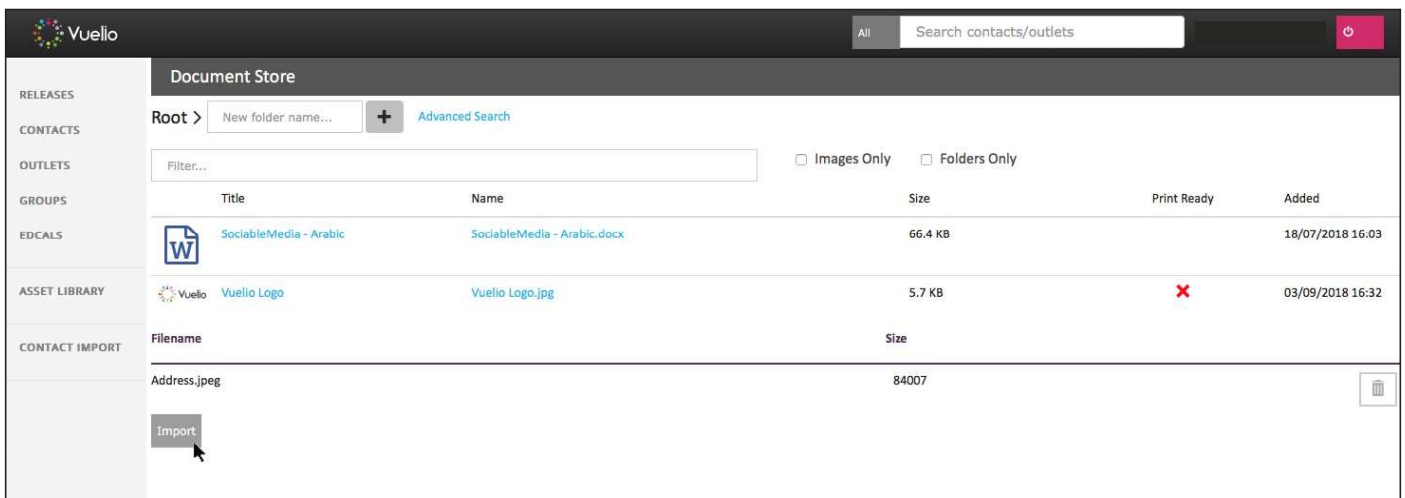 Vuelio
All Search contacts/outlets
Document Store
RELEASES
CONTACTS
OUTLETS
GROUPS
EDCALS
ASSET LIBRARY
CONTACT IMPORT
Root > New folder name... + Advanced Search
Filter... Images Only Folders Only
Title Name Size Print Ready Added
W SociableMedia - Arabic SociableMedia - Arabic.docx 66.4 KB 18/07/2018 16:03
Vuelio Vuelio Logo Vuelio Logo.jpg 5.7 KB 03/09/2018 16:32
Filename Size
Address.jpeg 84007
Import